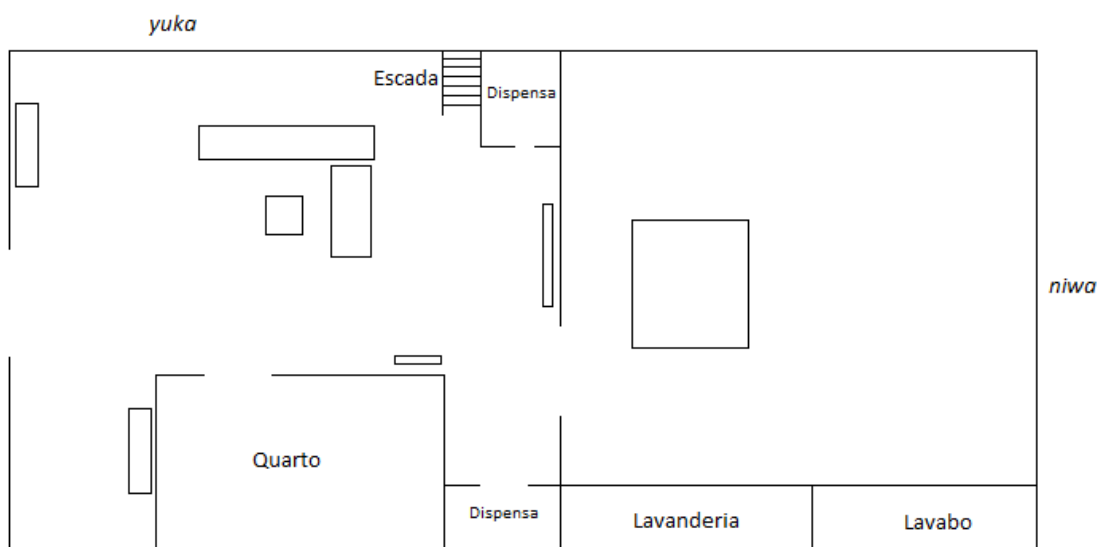 yuka
Escada
Dispensa
niwa
Quarto
Dispensa
Lavanderia
Lavabo